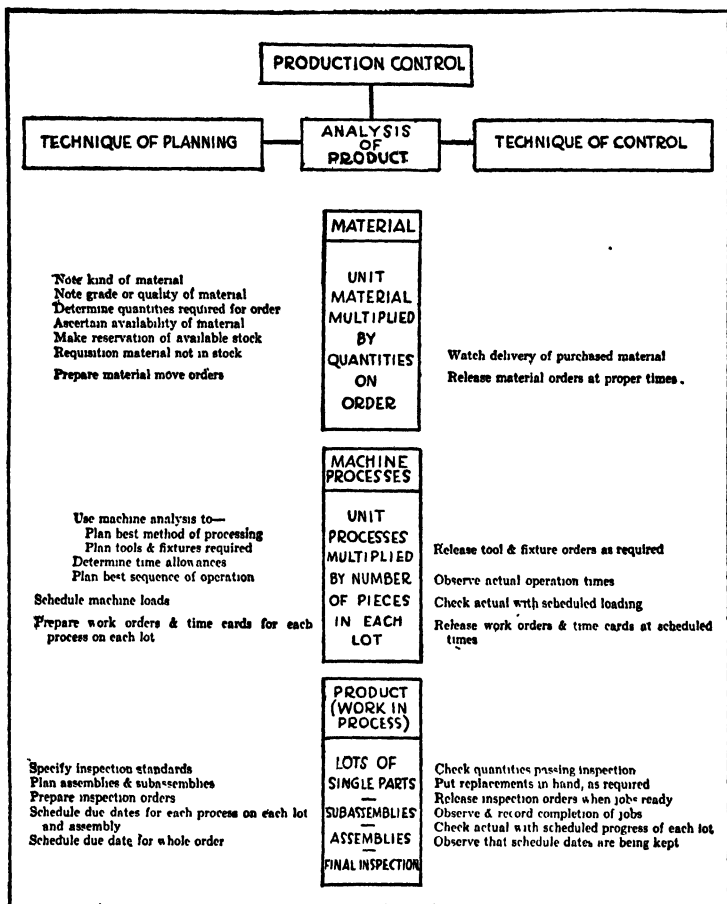 PRODUCTION CONTROL
TECHNIQUE OF PLANNING
ANALYSIS
OF
PRODUCT
TECHNIQUE OF CONTROL
MATERIAL
Note kind of material
Note grade or quality of material
Determine quantities required for order
Ascertain availability of material
Make reservation of available stock
Requisition material not in stock
Prepare material move orders
UNIT
MATERIAL
MULTIPLIED
BY
QUANTITIES
ON
ORDER
Watch delivery of purchased material
Release material orders at proper times.
MACHINE
PROCESSES
Use machine analysis to—
Plan best method of processing
Plan tools & fixtures required
Determine time allowances
Plan best sequence of operation
Schedule machine loads
Prepare work orders & time cards for each
process on each lot
UNIT
PROCESSES
MULTIPLIED
BY NUMBER
OF PIECES
IN EACH
LOT
Release tool & fixture orders as required
Observe actual operation times
Check actual with scheduled loading
Release work orders & time cards at scheduled
times
PRODUCT
(WORK IN
PROCESS)
Specify inspection standards
Plan assemblies & subassemblies
Prepare inspection orders
Schedule due dates for each process on each lot
and assembly
Schedule due date for whole order
LOTS OF
SINGLE PARTS
—
SUBASSEMBLIES
—
ASSEMBLIES
—
FINAL INSPECTION
Check quantities passing inspection
Put replacements in hand, as required
Release inspection orders when jobs ready
Observe & record completion of jobs
Check actual with scheduled progress of each lot
Observe that schedule dates are being kept